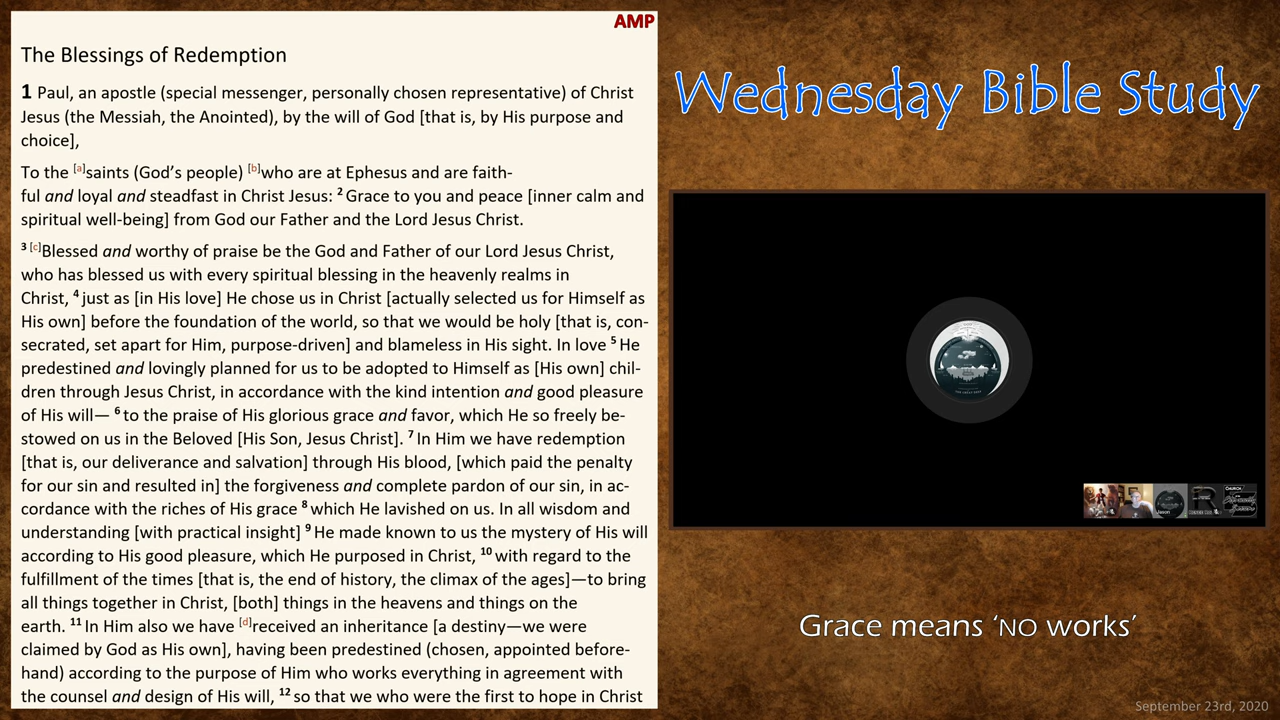 AMP
The Blessings of Redemption
1 Paul, an apostle (special messenger, personally chosen representative) of Christ
Jesus (the Messiah, the Anointed), by the will of God [that is, by His purpose and
choice],
To the [a]saints (God’s people) [b]who are at Ephesus and are faith-
ful and loyal and steadfast in Christ Jesus: 2 Grace to you and peace [inner calm and
spiritual well-being] from God our Father and the Lord Jesus Christ.
3 [c]Blessed and worthy of praise be the God and Father of our Lord Jesus Christ,
who has blessed us with every spiritual blessing in the heavenly realms in
Christ, 4 just as [in His love] He chose us in Christ [actually selected us for Himself as
His own] before the foundation of the world, so that we would be holy [that is, con-
secrated, set apart for Him, purpose-driven] and blameless in His sight. In love 5 He
predestined and lovingly planned for us to be adopted to Himself as [His own] chil-
dren through Jesus Christ, in accordance with the kind intention and good pleasure
of His will— 6 to the praise of His glorious grace and favor, which He so freely be-
stowed on us in the Beloved [His Son, Jesus Christ]. 7 In Him we have redemption
[that is, our deliverance and salvation] through His blood, [which paid the penalty
for our sin and resulted in] the forgiveness and complete pardon of our sin, in ac-
cordance with the riches of His grace 8 which He lavished on us. In all wisdom and
understanding [with practical insight] 9 He made known to us the mystery of His will
according to His good pleasure, which He purposed in Christ, 10 with regard to the
fulfillment of the times [that is, the end of history, the climax of the ages]—to bring
all things together in Christ, [both] things in the heavens and things on the
earth. 11 In Him also we have [d]received an inheritance [a destiny—we were
claimed by God as His own], having been predestined (chosen, appointed before-
hand) according to the purpose of Him who works everything in agreement with
the counsel and design of His will, 12 so that we who were the first to hope in Christ
Wednesday Bible Study
Jason
CHURCH
Grace means ‘NO works’
September 23rd, 2020